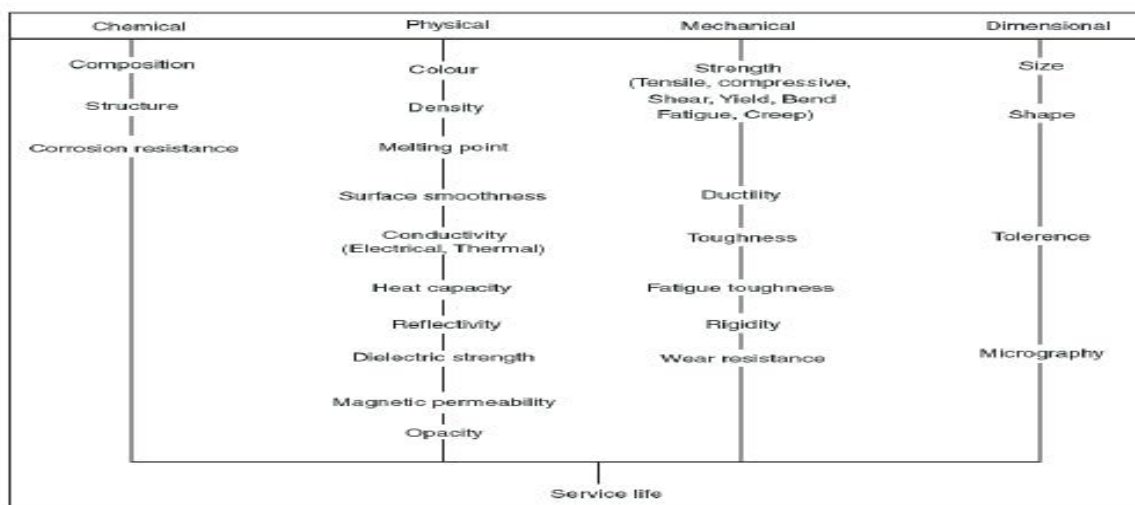 Chemical
Physical
Mechanical
Dimensional
Composition
Structure
Corrosion resistance
Colour
Density
Melting point
Surface smoothness
Conductivity
(Electrical, Thermal)
Heat capacity
Reflectivity
Dielectric strength
Magnetic permeability
Opacity
Strength
(Tensile, compressive,
Shear, Yield, Bend
Fatigue, Creep)
Ductility
Toughness
Fatigue toughness
Rigidity
Wear resistance
Size
Shape
Tolerence
Micrography
Service life